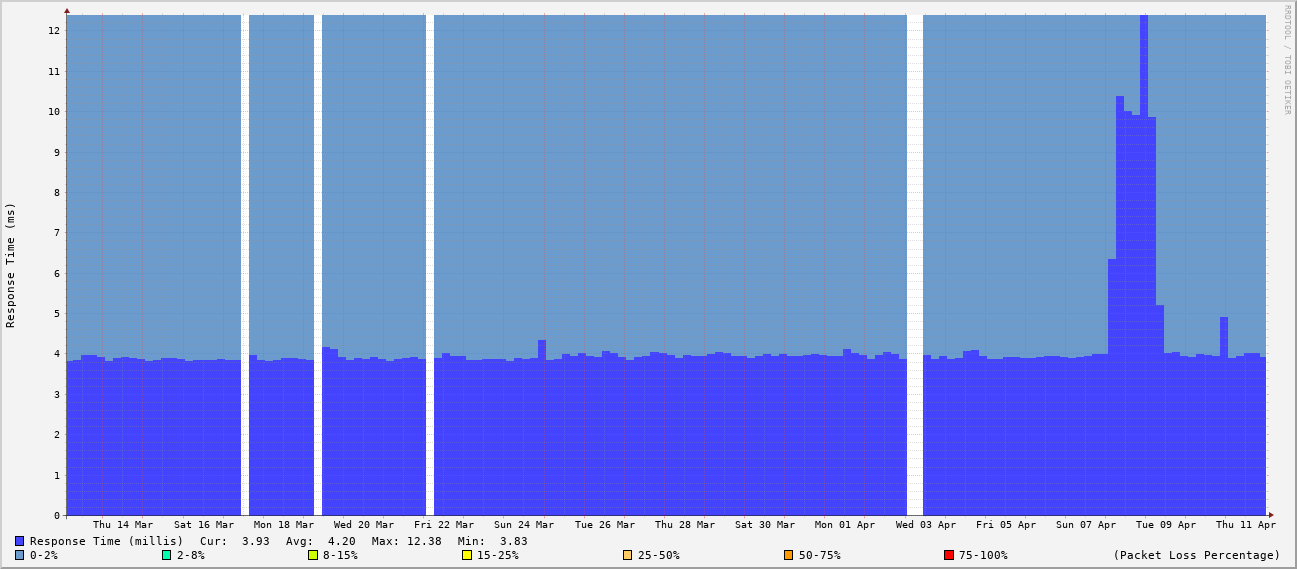 RRDTOOL / TOBI OETIKER
Response Time (ms)
12
11
10
9
8
7
6
5
4
3
2
1
0
Thu 14 Mar Sat 16 Mar Mon 18 Mar Wed 20 Mar Fri 22 Mar Sun 24 Mar Tue 26 Mar Thu 28 Mar Sat 30 Mar Mon 01 Apr Wed 03 Apr Fri 05 Apr Sun 07 Apr Tue 09 Apr Thu 11 Apr
Response Time (millis) Cur: 3.93 Avg: 4.20 Max: 12.38 Min: 3.83
0-2% 2-8% 8-15% 15-25% 25-50% 50-75% 75-100% (Packet Loss Percentage)